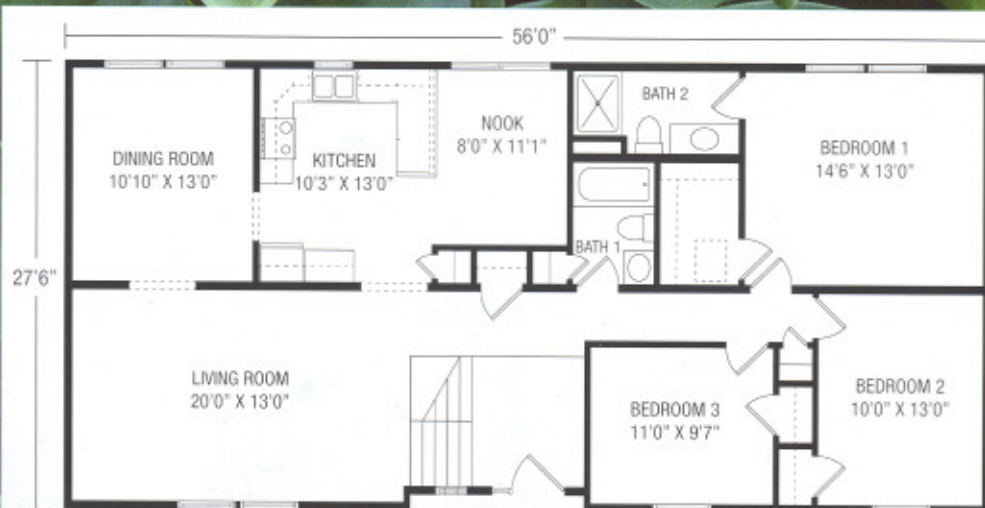 56'0"
DINING ROOM
10'10" X 13'0"
KITCHEN
10'3" X 13'0"
NOOK
8'0" X 11'1"
BATH 2
BEDROOM 1
14'6" X 13'0"
BATH 1
27'6"
LIVING ROOM
20'0" X 13'0"
BEDROOM 3
11'0" X 9'7"
BEDROOM 2
10'0" X 13'0"